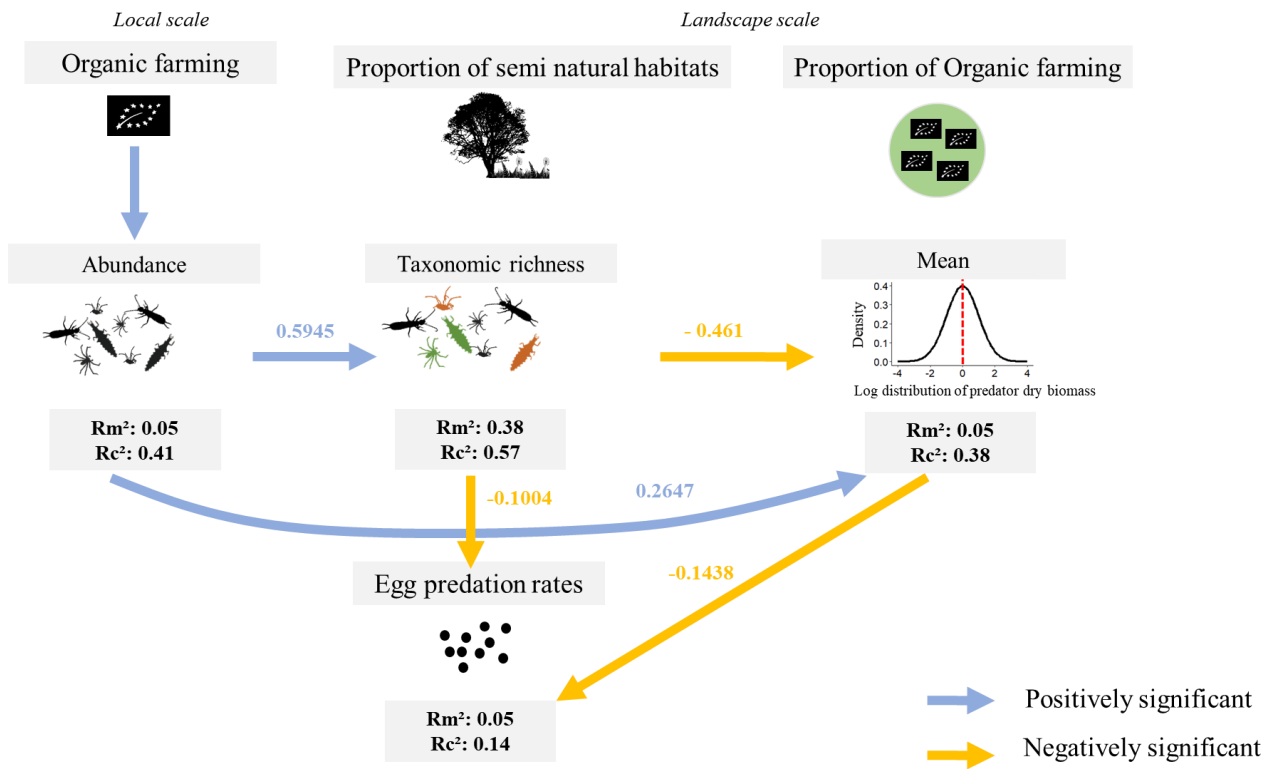 Local scale
Landscape scale
Organic farming
Proportion of semi natural habitats
Proportion of Organic farming
Abundance
Taxonomic richness
Mean
0.5945
- 0.461
Density
0.4
0.3
0.2
0.1
0.0
-4
-2
0
2
4
Log distribution of predator dry biomass
Rm²: 0.05
Rc²: 0.41
Rm²: 0.38
Rc²: 0.57
Rm²: 0.05
Rc²: 0.38
-0.1004
0.2647
-0.1438
Egg predation rates
Rm²: 0.05
Rc²: 0.14
Positively significant
Negatively significant